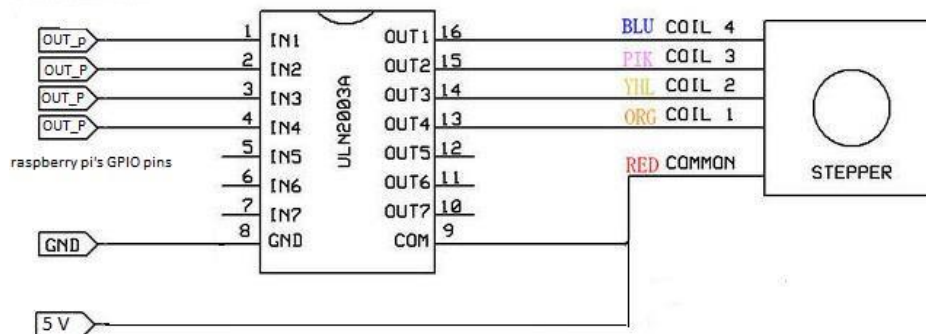 OUT_p 1 IN1 OUT1 16 BLU COIL 4
OUT_P 2 IN2 OUT2 15 PIK COIL 3
OUT_P 3 IN3 OUT3 14 YHL COIL 2
OUT_P 4 IN4 OUT4 13 ORG COIL 1
ULN2003A
raspberry pi's GPIO pins 5 IN5 OUT5 12 RED COMMON
STEPPER
6 IN6 OUT6 11
7 IN7 OUT7 10
GND 8 GND COM 9
5 V